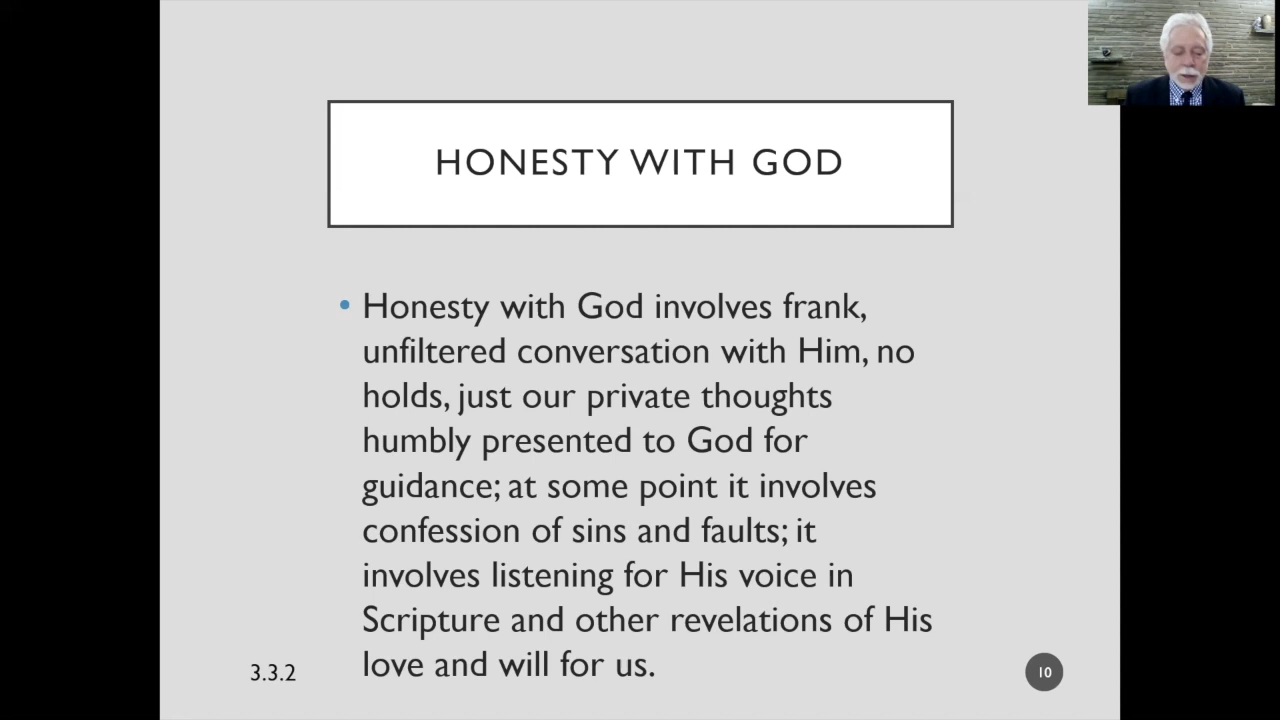 HONESTY WITH GOD
• Honesty with God involves frank,
unfiltered conversation with Him, no
holds, just our private thoughts
humbly presented to God for
guidance; at some point it involves
confession of sins and faults; it
involves listening for His voice in
Scripture and other revelations of His
love and will for us.
3.3.2
10